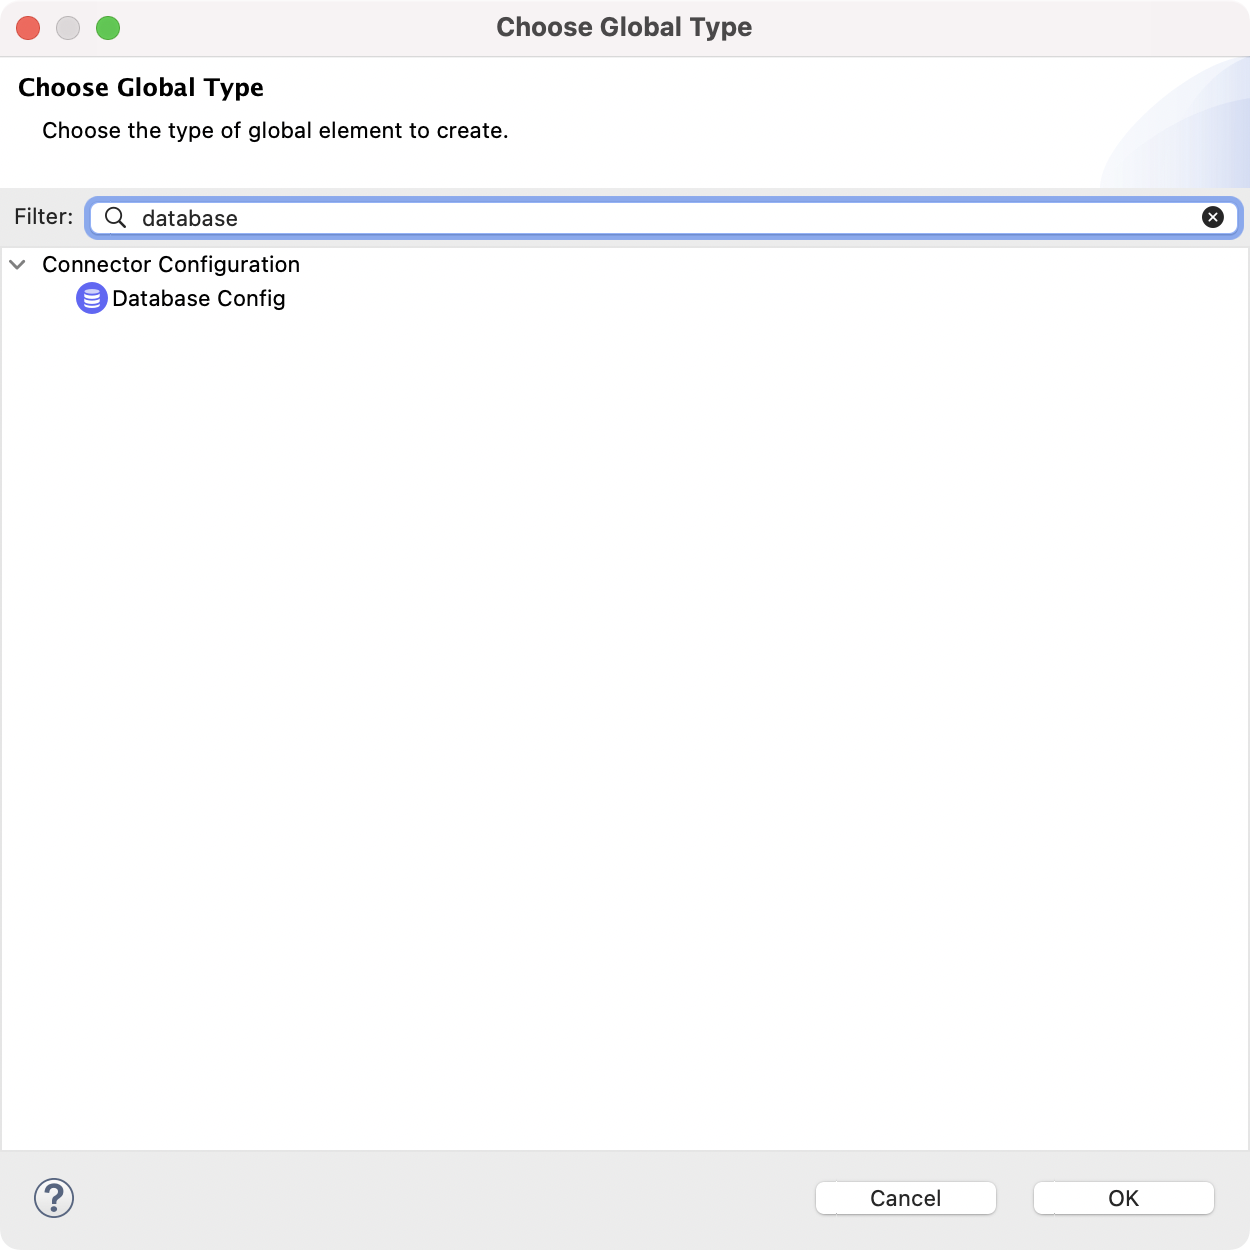 Choose Global Type
Choose Global Type
Choose the type of global element to create.
Filter: database
Connector Configuration
Database Config
? Cancel OK